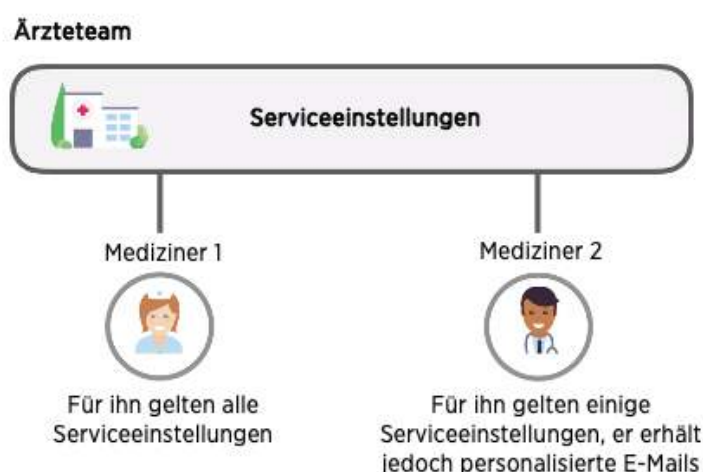 Ärzteteam
Serviceeinstellungen
Mediziner 1
Für ihn gelten alle
Serviceeinstellungen
Mediziner 2
Für ihn gelten einige
Serviceeinstellungen, er erhält
jedoch personalisierte E-Mails